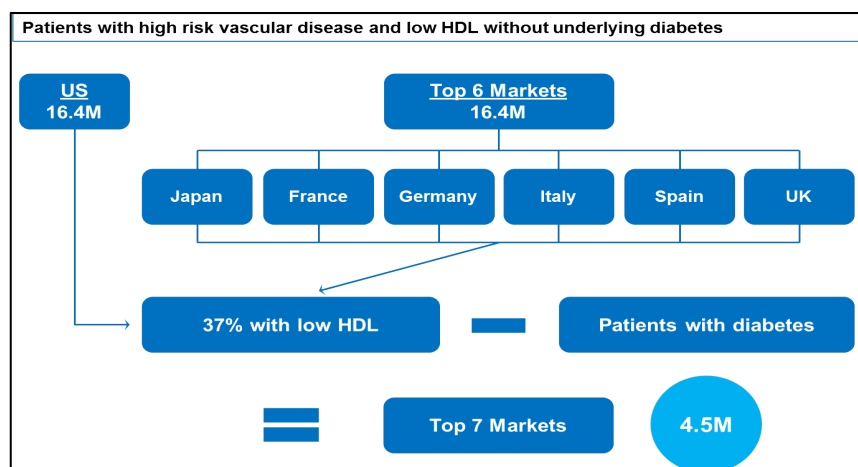 Patients with high risk vascular disease and low HDL without underlying diabetes
US
16.4M
Top 6 Markets
16.4M
Japan
France
Germany
Italy
Spain
UK
37% with low HDL
Patients with diabetes
Top 7 Markets
4.5M